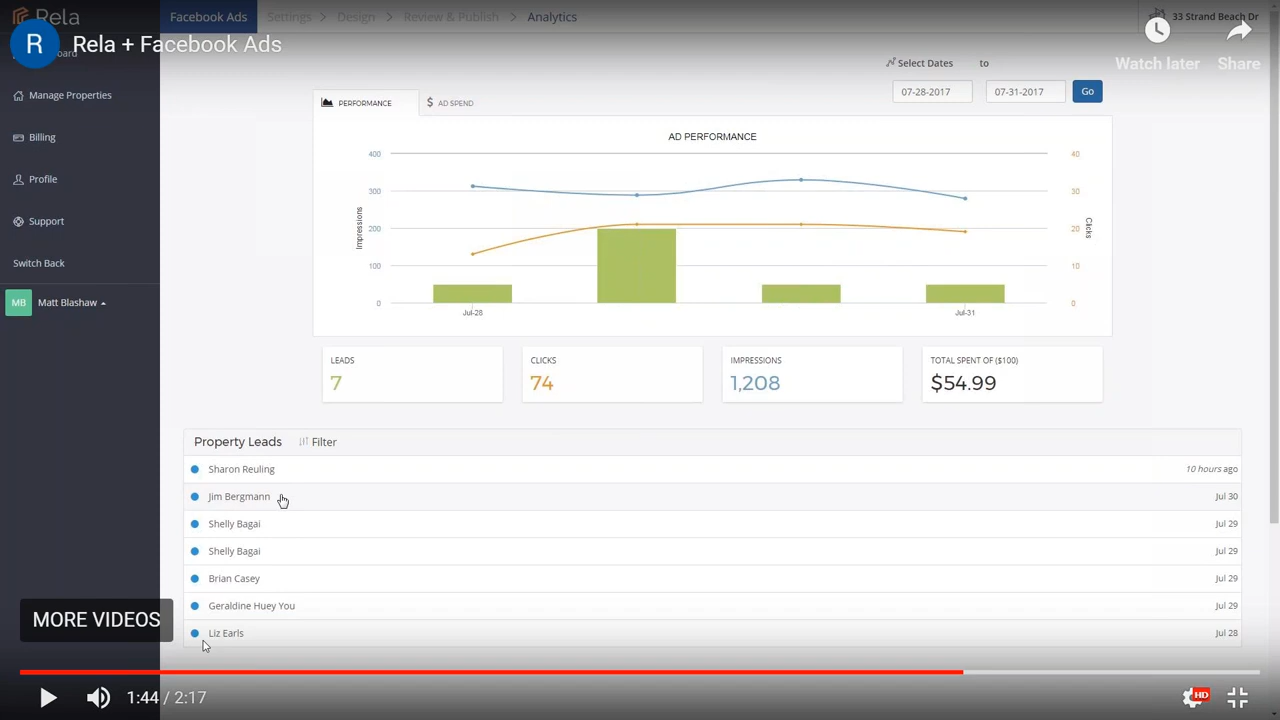 Rela
Facebook Ads
Settings
Design
Review & Publish
Analytics
33 Strand Beach Dr
R
Rela + Facebook Ads
Watch later
Share
Manage Properties
Billing
Profile
Support
Switch Back
MB
Matt Blashaw
Select Dates
to
07-28-2017
07-31-2017
Go
PERFORMANCE
$ AD SPEND
AD PERFORMANCE
400
300
200
100
0
Impressions
40
30
20
10
0
Clicks
Jul-28
Jul-31
LEADS
7
CLICKS
74
IMPRESSIONS
1,208
TOTAL SPENT OF ($100)
$54.99
Property Leads
Filter
Sharon Reuling
10 hours ago
Jim Bergmann
Jul 30
Shelly Bagai
Jul 29
Shelly Bagai
Jul 29
Brian Casey
Jul 29
Geraldine Huey You
Jul 29
Liz Earls
Jul 28
MORE VIDEOS
1:44 / 2:17
HD